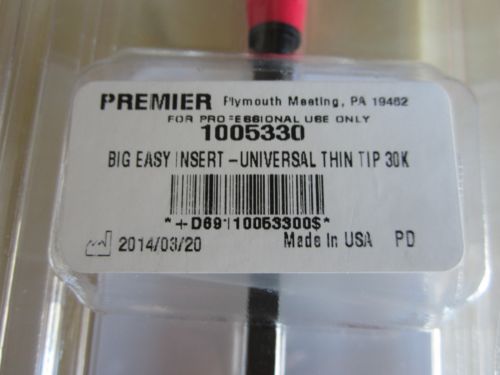 PREMIER Plymouth Meeting, PA 19462
FOR PROFESSIONAL USE ONLY
1005330
BIG EASY INSERT - UNIVERSAL THIN TIP 30K
*+D69110053300$*
2014/03/20 Made In USA PD